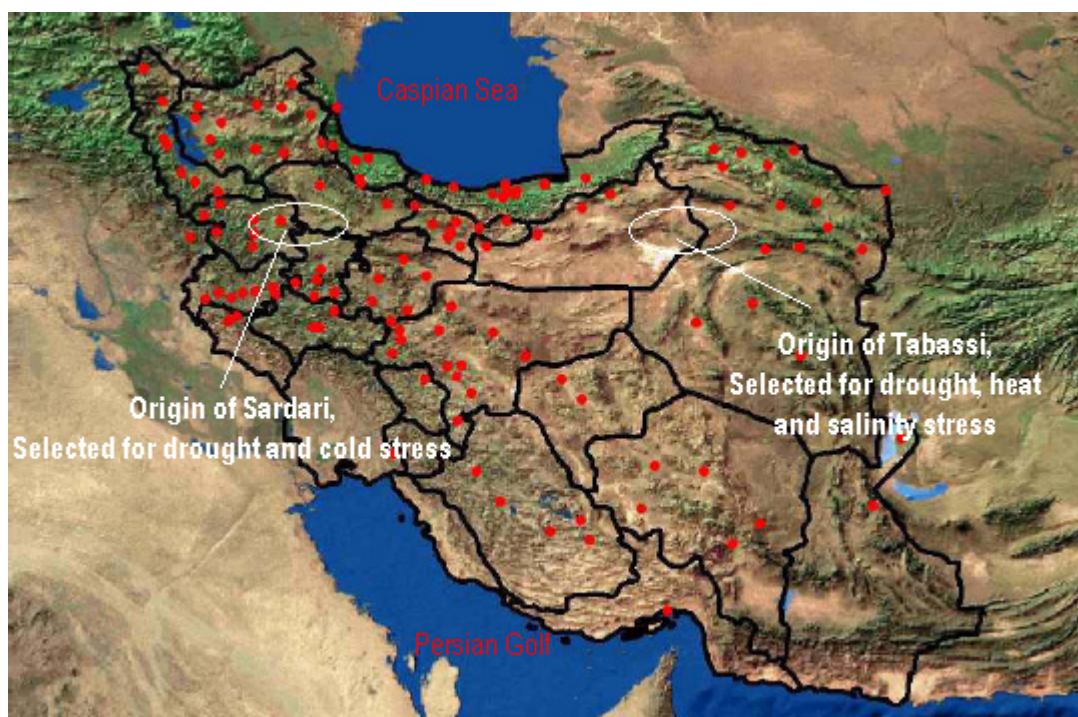 Caspian Sea
Origin of Tabassi,
Selected for drought, heat
and salinity stress
Origin of Sardari,
Selected for drought and cold stress
Persian Golf